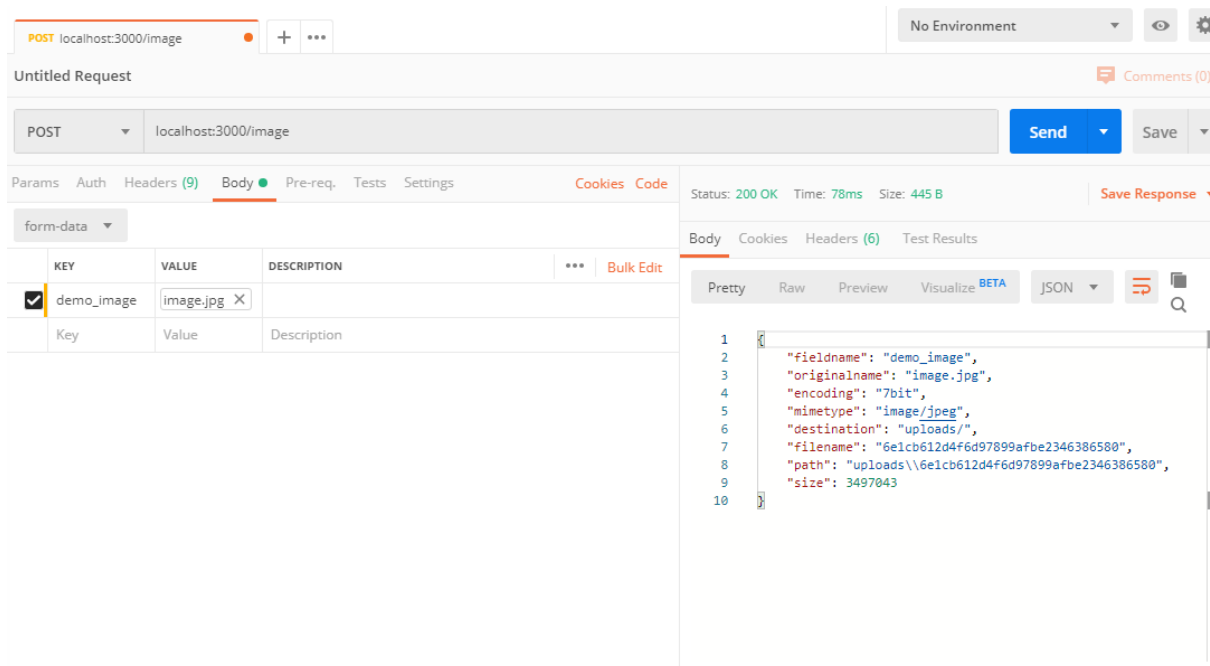 POST localhost:3000/image
No Environment
Untitled Request
Comments (0)
POST localhost:3000/image
Send
Save
Params Auth Headers (9) Body Pre-req. Tests Settings Cookies Code
form-data
KEY VALUE DESCRIPTION ••• Bulk Edit
demo_image image.jpg
Key Value Description
Status: 200 OK Time: 78ms Size: 445 B Save Response
Body Cookies Headers (6) Test Results
Pretty Raw Preview Visualize BETA JSON
1 {
2 "fieldname": "demo_image",
3 "originalname": "image.jpg",
4 "encoding": "7bit",
5 "mimetype": "image/jpeg",
6 "destination": "uploads/",
7 "filename": "6e1cb612d4f6d97899afbe2346386580",
8 "path": "uploads\\6e1cb612d4f6d97899afbe2346386580",
9 "size": 3497043
10 }